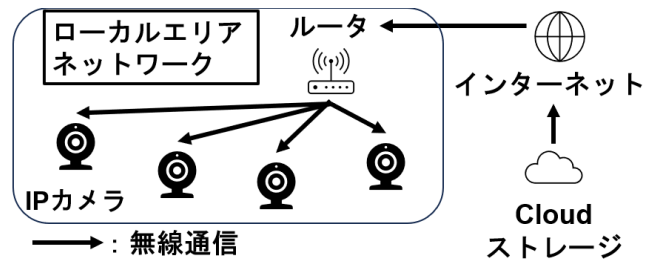 ローカルエリア
ネットワーク
ルータ
インターネット
IPカメラ
Cloud
ストレージ
: 無線通信